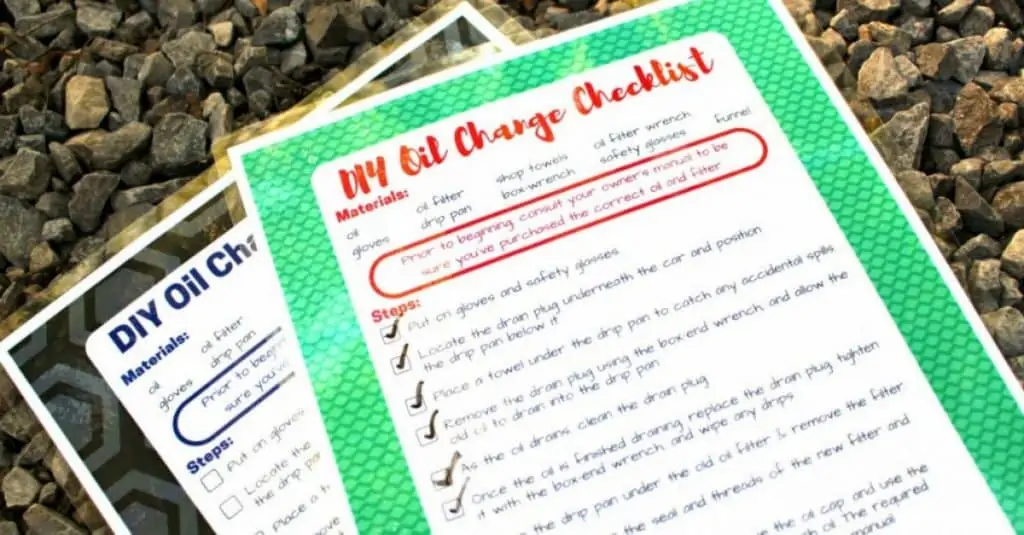 DIY Oil Change Checklist
Materials:
oil
oil filter
shop towels
oil filter wrench
funnel
gloves
drip pan
box-wrench
safety glasses
Prior to beginning consult your owner's manual to be
sure you've purchased the correct oil and filter
Steps:
Put on gloves and safety glasses
Locate the drain plug underneath the car and position
the drip pan below it
Place a towel under the drip pan to catch any accidental spills
Remove the drain plug using the box-end wrench and allow the
old oil to drain into the drip pan
As the oil drains, clean the drain plug
Once the oil is finished draining replace the drain plug tighten
it with the box-end wrench and wipe any drips
the drip pan under the old oil filter & remove the filter
the seal and threads of the new filter and
the oil cap and use the
oil The required
manual
DIY Oil Cha
Materials:
oil
oil filter
gloves
drip pan
Prior to
sure you've
Steps:
Put on gloves
Locate the
the drip
Place a